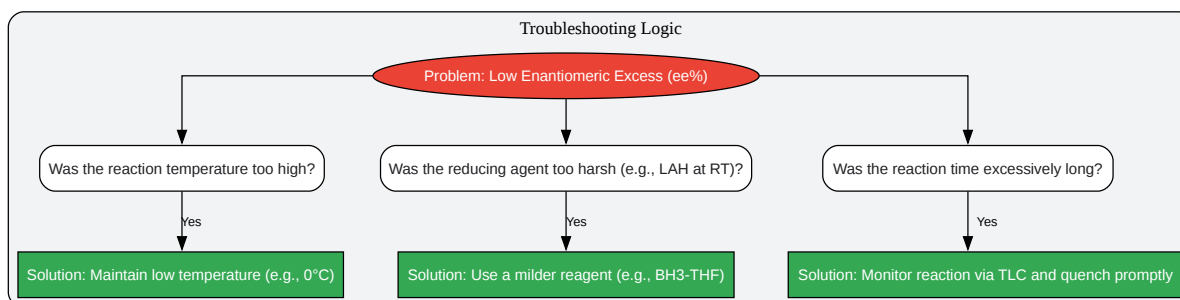 Troubleshooting Logic
Problem: Low Enantiomeric Excess (ee%)
Was the reaction temperature too high?
Was the reducing agent too harsh (e.g., LAH at RT)?
Was the reaction time excessively long?
Yes
Yes
Yes
Solution: Maintain low temperature (e.g., 0°C)
Solution: Use a milder reagent (e.g., BH3-THF)
Solution: Monitor reaction via TLC and quench promptly